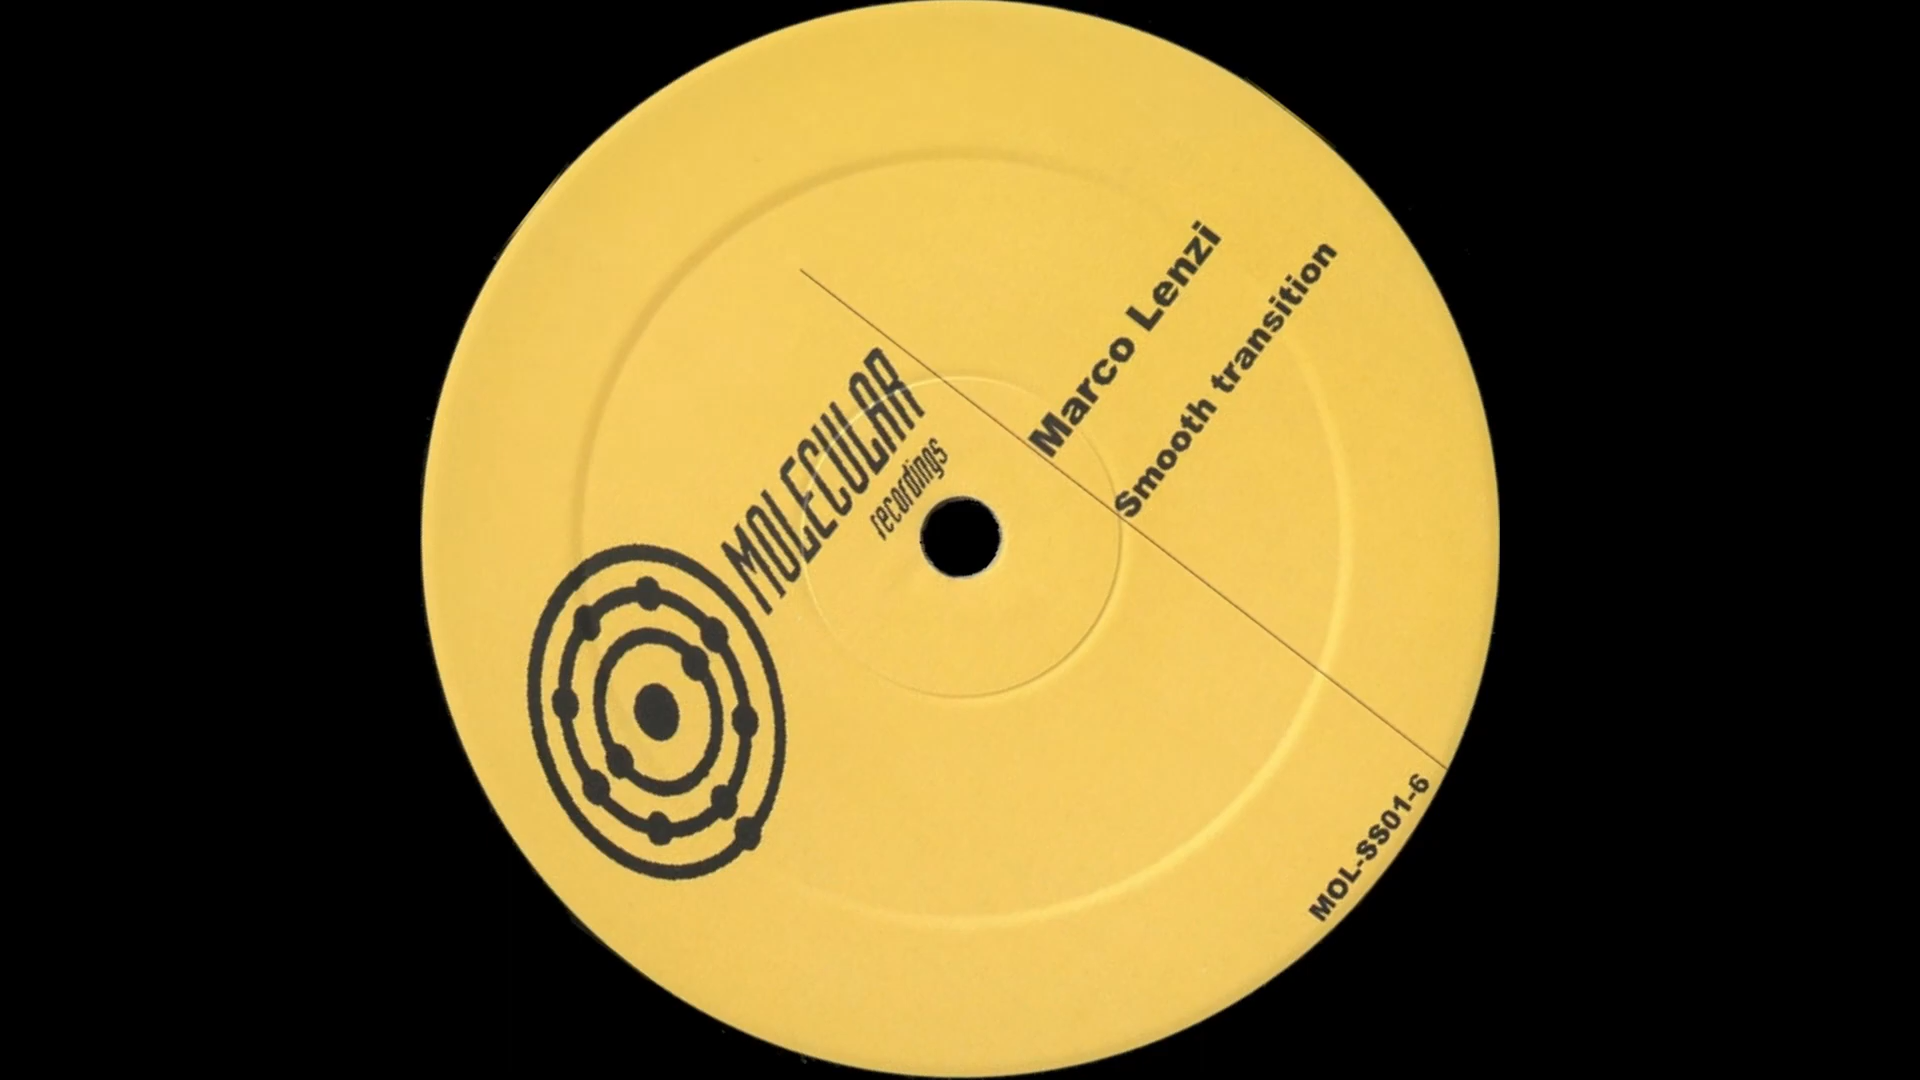 MOLECULAR
recordings
Marco Lenzi
Smooth transition
MOL-SS01-6